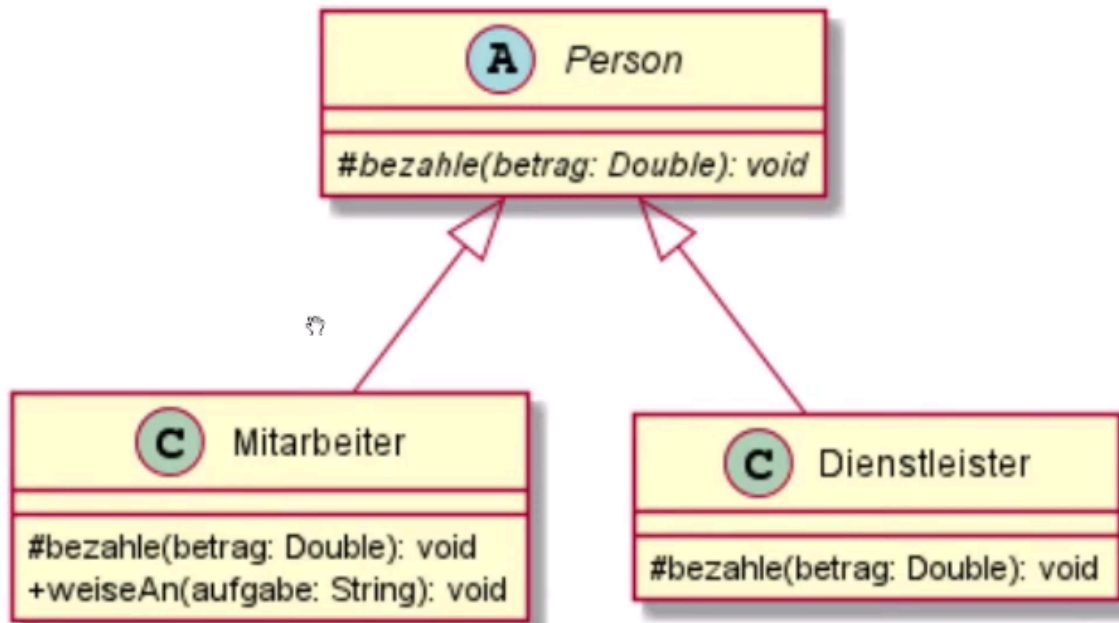 A Person
#bezahle(betrag: Double): void
C Mitarbeiter
#bezahle(betrag: Double): void
+weiseAn(aufgabe: String): void
C Dienstleister
#bezahle(betrag: Double): void